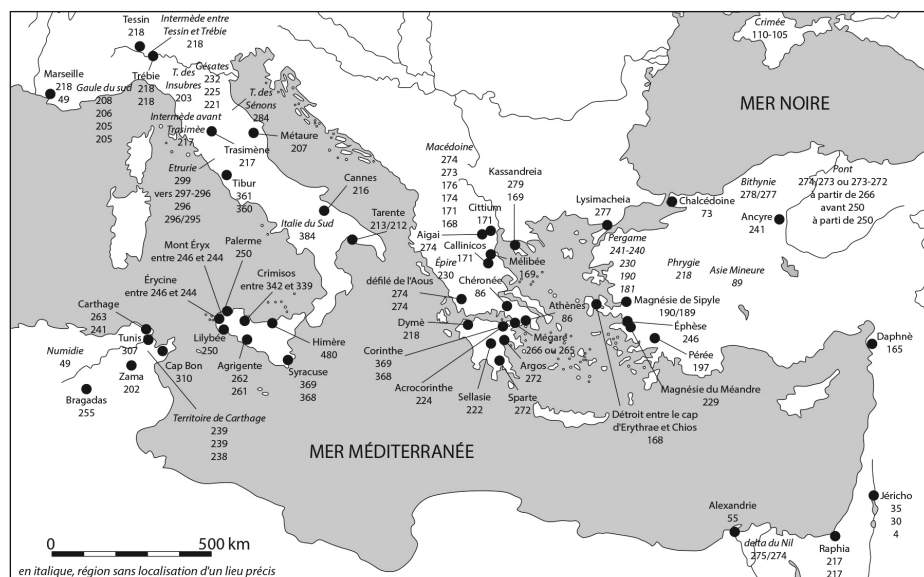 Tessin
218
Intermède entre
Tessin et Trébie
218
Crimée
110-105
Marseille
218
49
Trébie
218
218
Gaule du sud
208
206
205
205
T. des
Insubres
203
Gésates
232
225
221
T. des
Sénons
284
MER NOIRE
Intermède avant
Trasimèe
217
Trasimène
217
Métaure
207
Etrurie
299
vers 297-296
296
296/295
Tibur
361
360
Cannes
216
Italie du Sud
384
Tarente
213/212
Macédoine
274
273
176
174
171
168
Kassandreia
279
169
Cittium
171
Aigai
274
Callinicos
171
Mélibée
169
Épire
230
Lysimacheia
277
Chalcédoine
73
Bithynie
278/277
Pont
274/273 ou 273-272
à partir de 266
avant 250
à parti de 250
Ancyre
241
Pergame
241-240
230
190
181
Phrygie
218
Asie Mineure
89
Mont Éryx
entre 246 et 244
Palerme
250
Crimisos
entre 342 et 339
Érycine
entre 246 et 244
Carthage
263
241
Tunis
307
Numidie
49
Lilybée
~250
Agrigente
262
261
Himère
480
Syracuse
369
368
Cap Bon
310
Zama
202
Bragadas
255
Territoire de Carthage
239
239
238
défilé de l'Aous
274
274
Chéronée
86
Athènes
86
Dymè
218
Mégare
266 ou 265
Corinthe
369
368
Argos
272
Acrocorinthe
224
Sellasie
222
Sparte
272
Magnésie de Sipyle
190/189
Éphèse
246
Pérée
197
Magnésie du Méandre
229
Détroit entre le cap
d'Erythrae et Chios
168
Daphnè
165
MER MÉDITERRANÉE
Jéricho
35
30
4
Alexandrie
55
delta du Nil
275/274
Raphia
217
217
0 500 km
en italique, région sans localisation d'un lieu précis